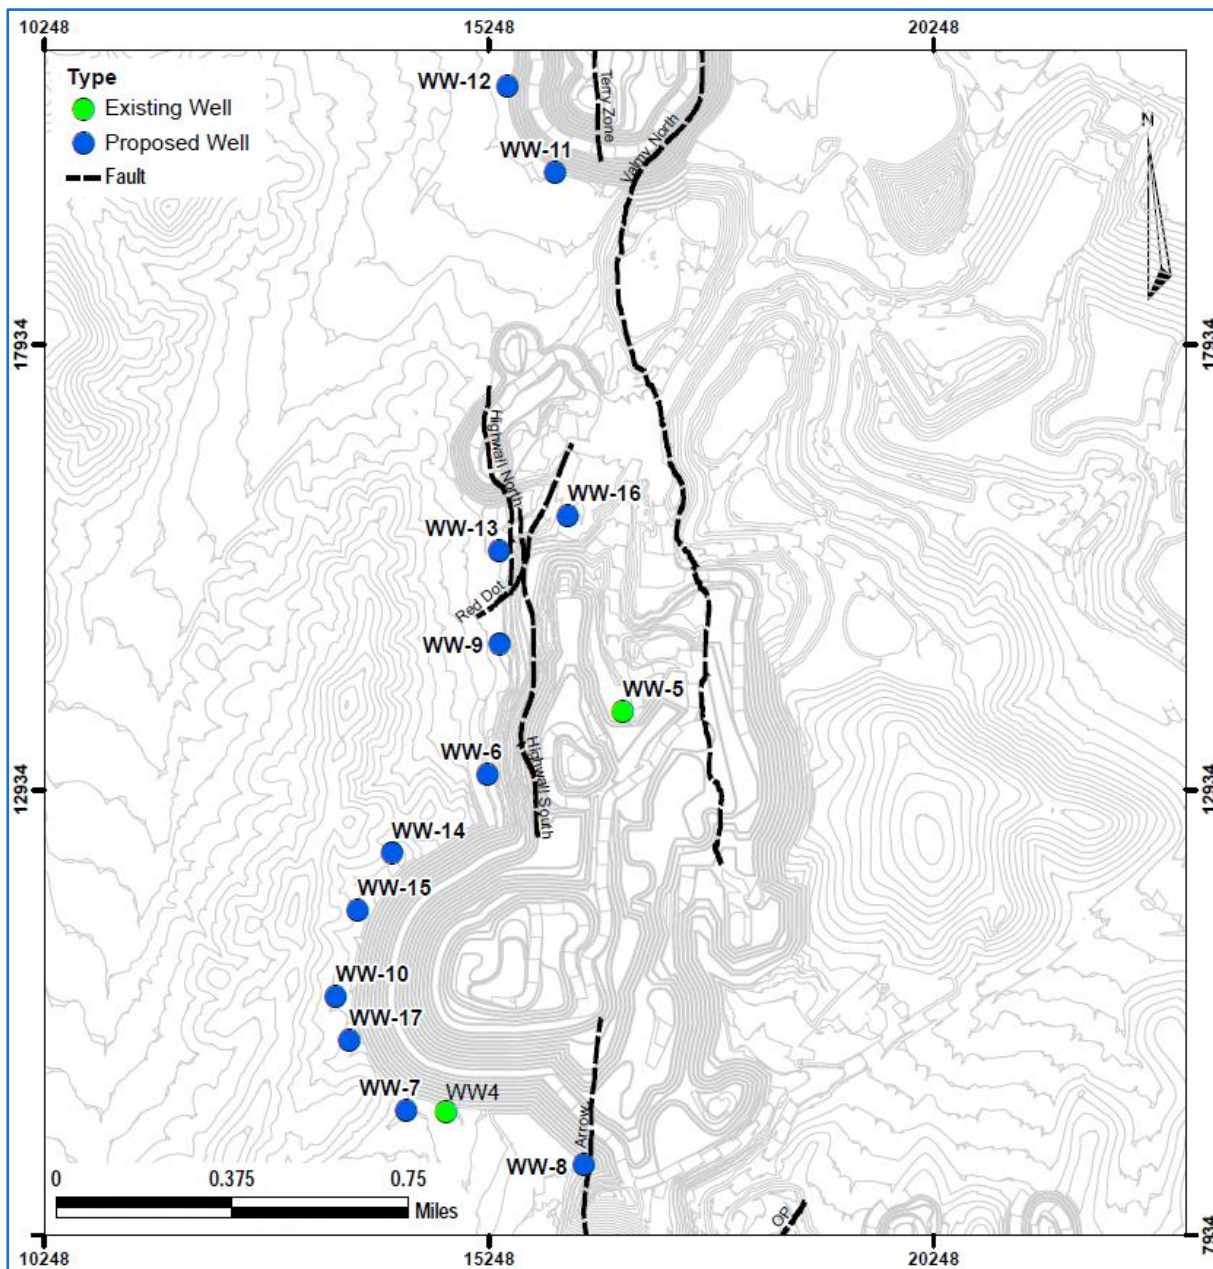 10248 15248 20248
Type
Existing Well
Proposed Well
Fault
WW-12
Terry Zone
WW-11
Valmy North
N
17934 17934
Highwall North
WW-16
WW-13
Red Dot
WW-9
WW-5
WW-6
Highwall South
12934 12934
WW-14
WW-15
WW-10
WW-17
WW-7 WW4
Arrow
WW-8
0 0.375 0.75
Miles
OP
7934
10248 15248 20248